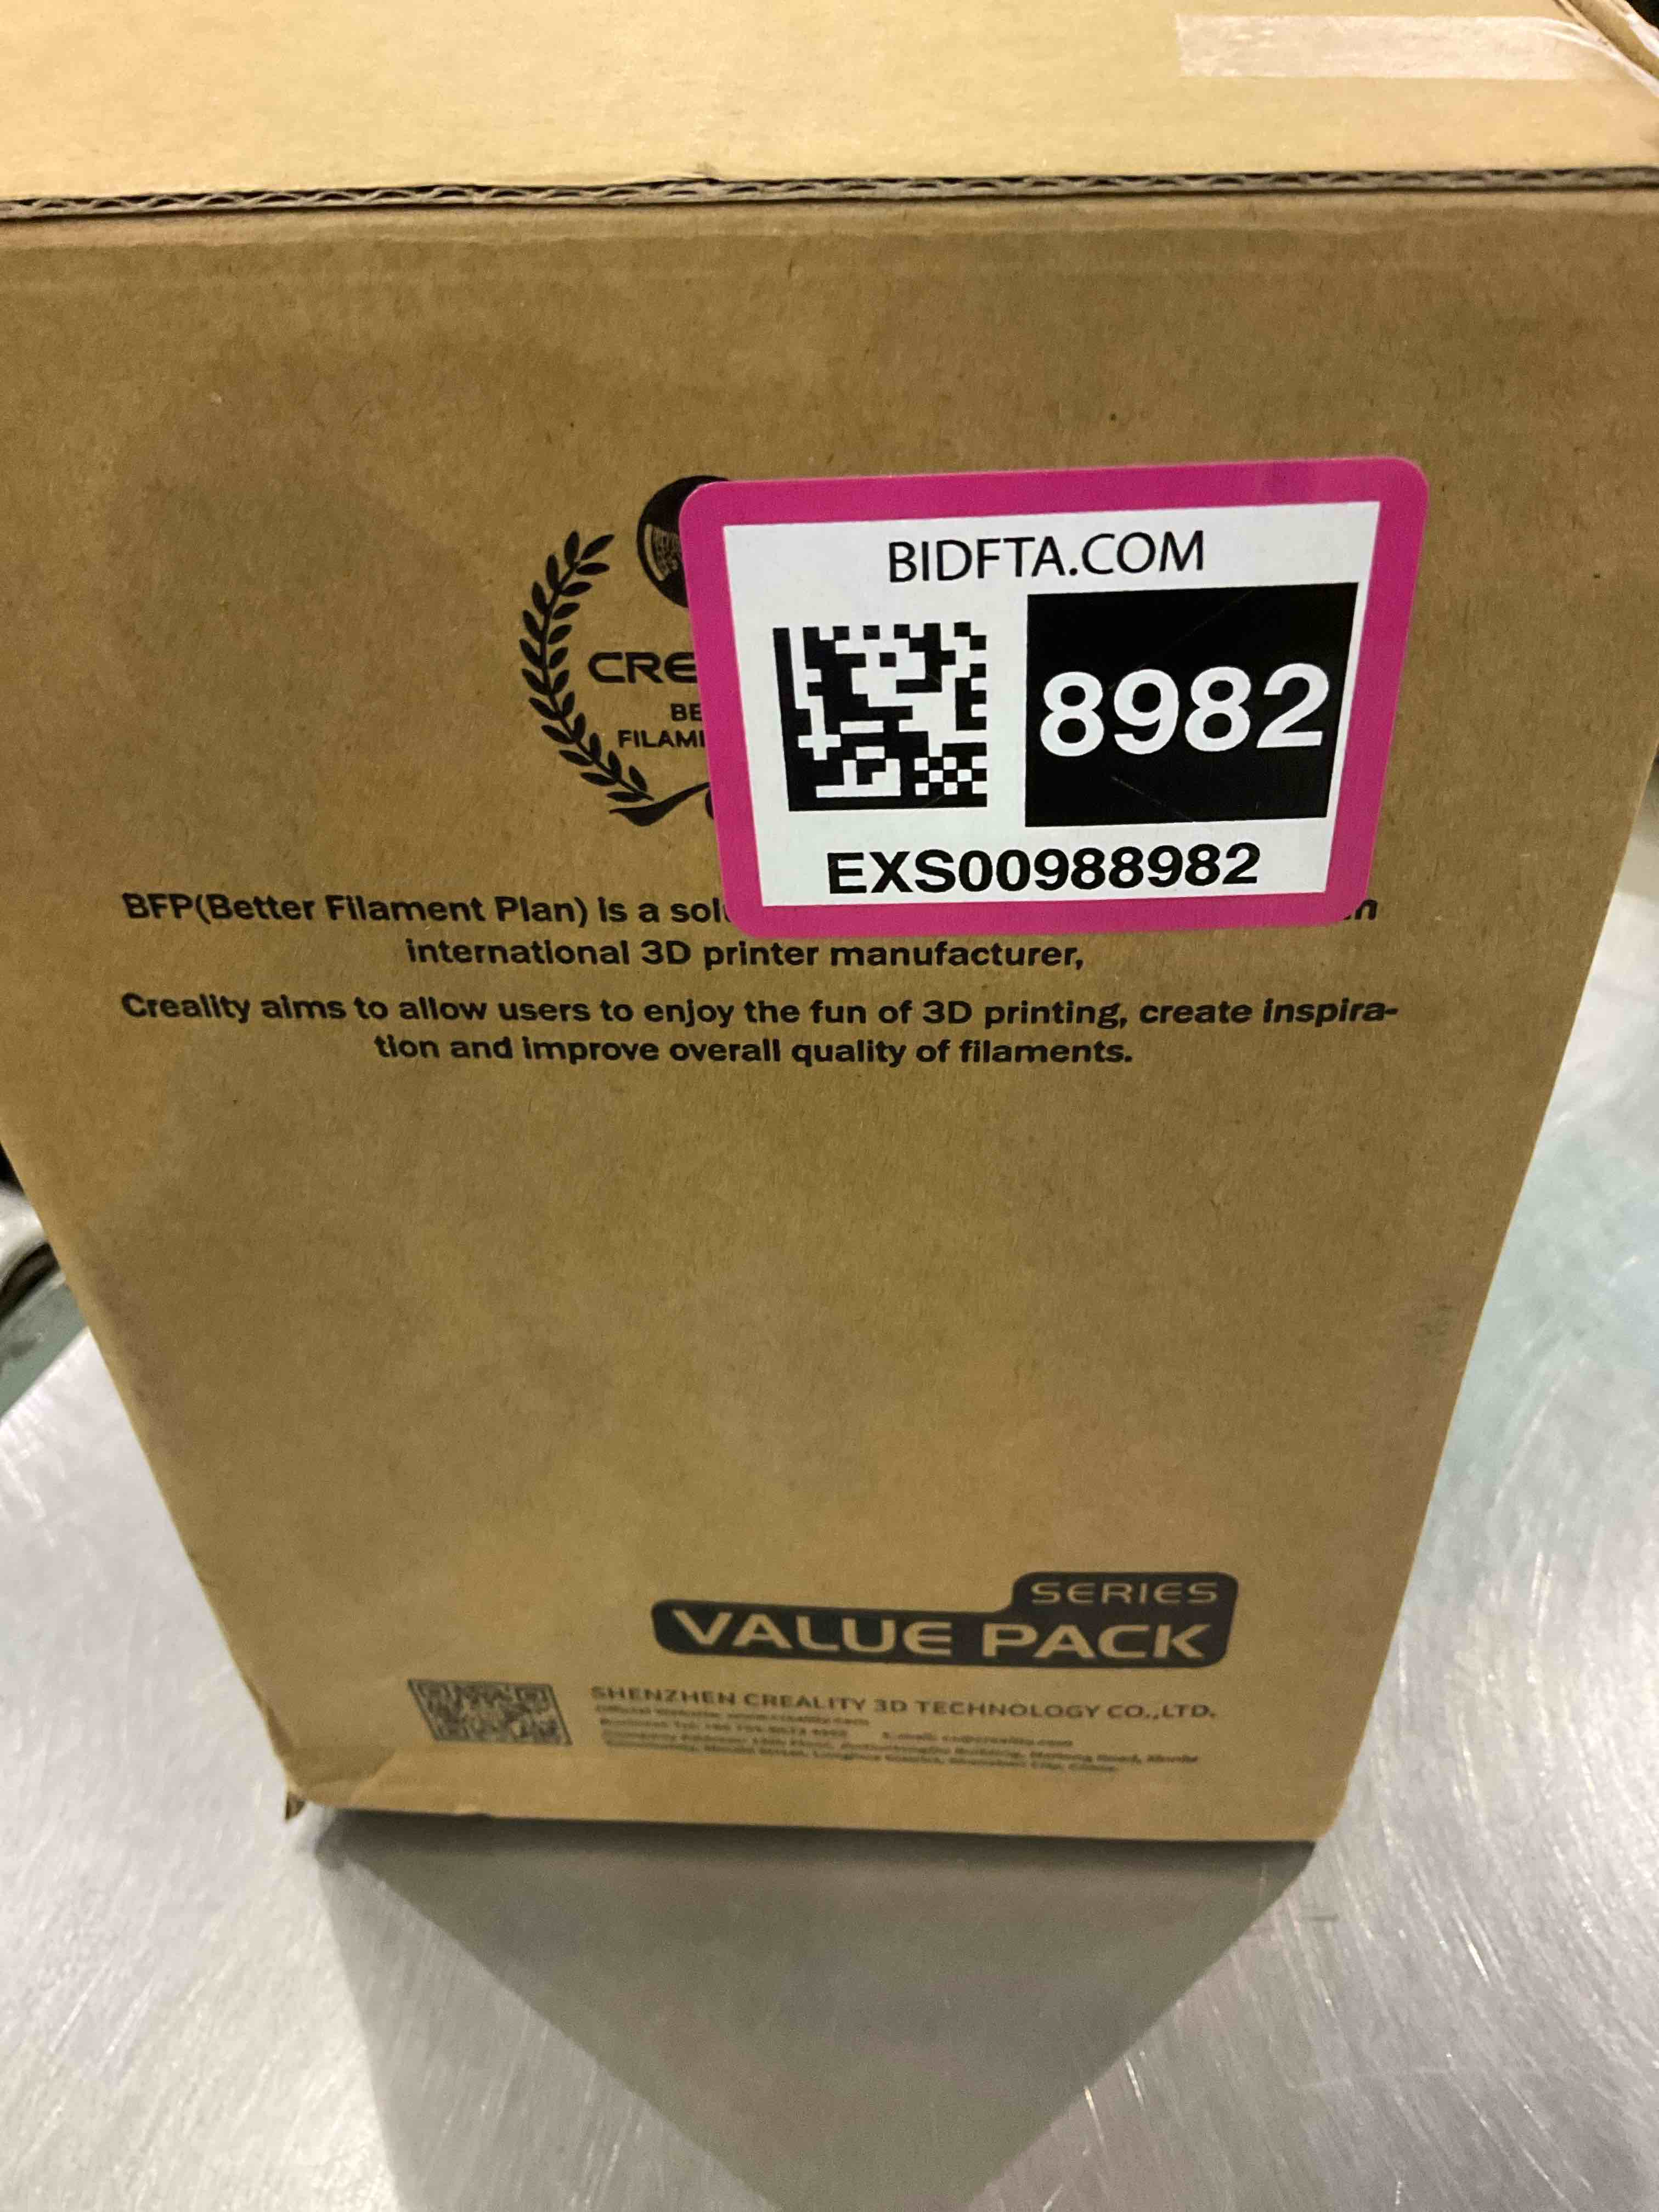 BIDFTA.COM
8982
EXS00988982
CRE
BE
FILAM
BFP(Better Filament Plan) is a
international 3D printer manufacturer,
Creality aims to allow users to enjoy the fun of 3D printing, create inspira-
tion and improve overall quality of filaments.
SERIES
VALUE PACK
SHENZHEN CREALITY 3D TECHNOLOGY CO.,LTD.